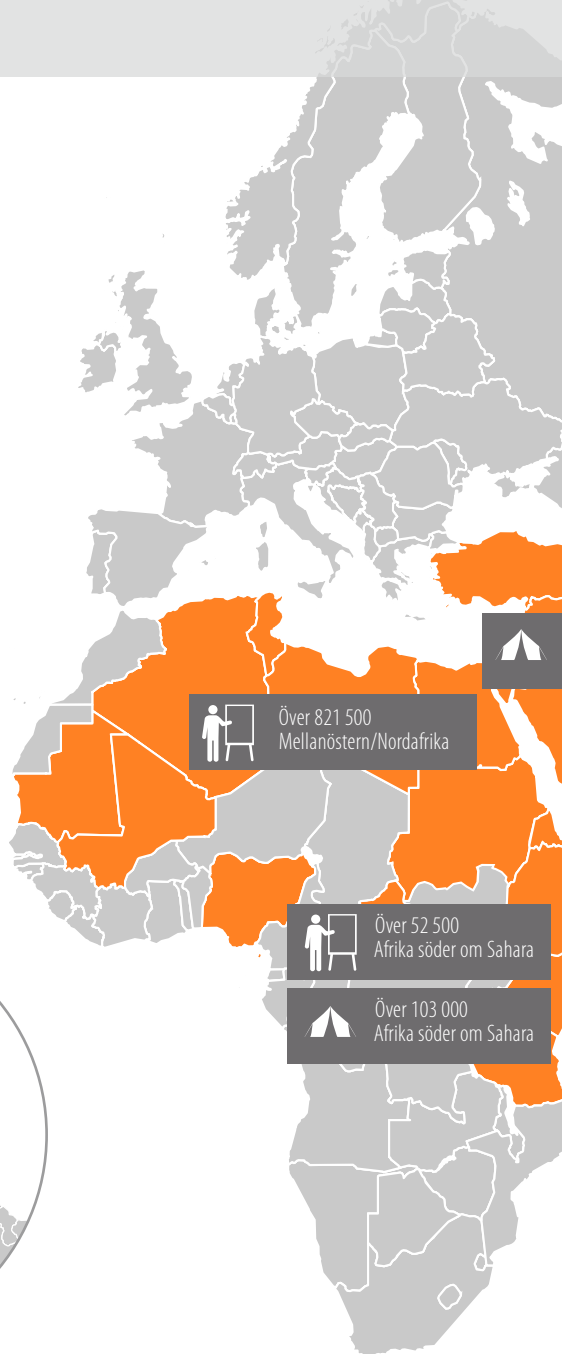 Över 821 500
Mellanöstern/Nordafrika
Över 52 500
Afrika söder om Sahara
Över 103 000
Afrika söder om Sahara